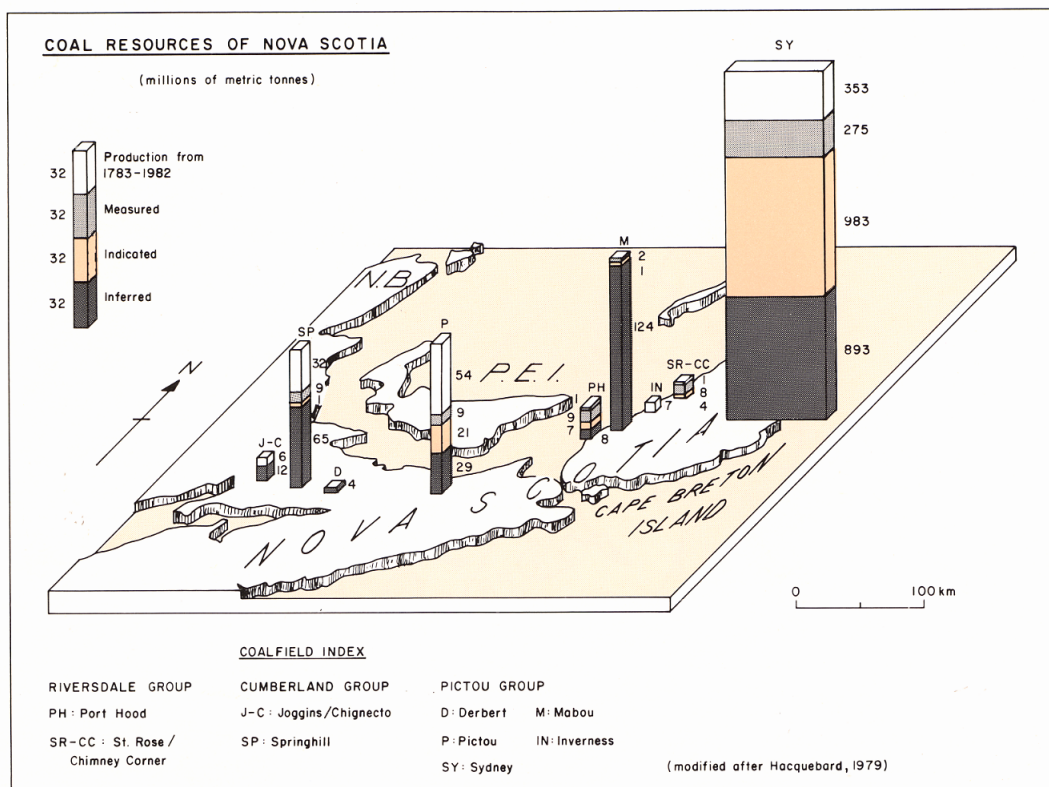 COAL RESOURCES OF NOVA SCOTIA
(millions of metric tonnes)
32 Production from
1783-1982
32 Measured
32 Indicated
32 Inferred
SY
353
275
983
893
M
2
1
124
SR-CC
1
8
4
IN
7
PH
1
9
7
8
P
54
9
21
29
SP
32
9
1
65
J-C
6
12
D
4
N.B.
P.E.I.
N
NOVA SCOTIA
CAPE BRETON
ISLAND
0 100 km
COALFIELD INDEX
RIVERSDALE GROUP CUMBERLAND GROUP PICTOU GROUP
PH: Port Hood J-C: Joggins/Chignecto D: Derbert M: Mabou
SR-CC: St. Rose/ SP: Springhill P: Pictou IN: Inverness
Chimney Corner
SY: Sydney (modified after Hacquebard, 1979)